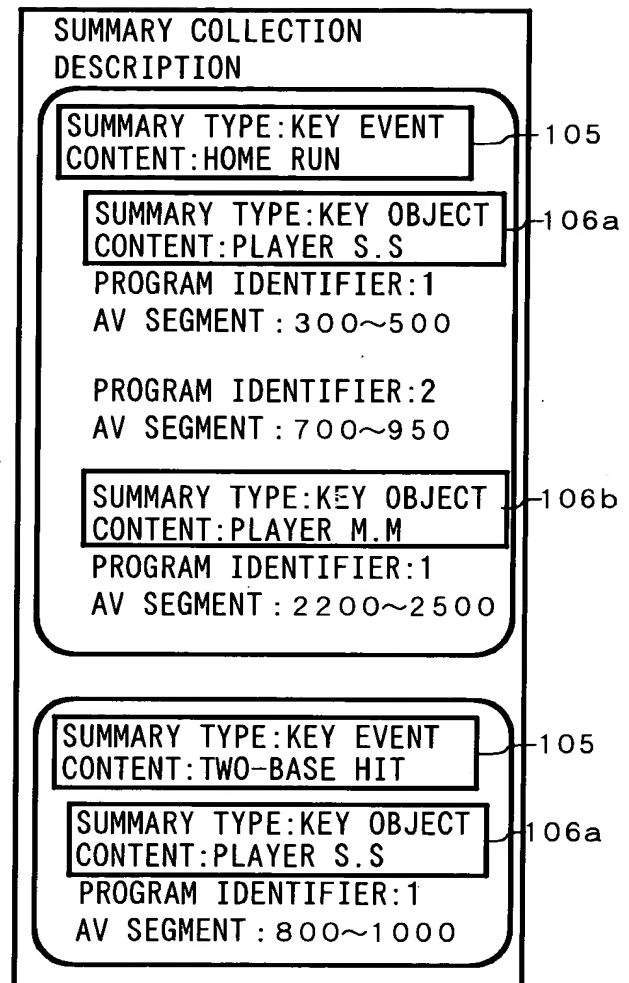 SUMMARY COLLECTION
DESCRIPTION
SUMMARY TYPE:KEY EVENT
CONTENT:HOME RUN
105
SUMMARY TYPE:KEY OBJECT
CONTENT:PLAYER S.S
106a
PROGRAM IDENTIFIER:1
AV SEGMENT:300~500
PROGRAM IDENTIFIER:2
AV SEGMENT:700~950
SUMMARY TYPE:KEY OBJECT
CONTENT:PLAYER M.M
106b
PROGRAM IDENTIFIER:1
AV SEGMENT:2200~2500
SUMMARY TYPE:KEY EVENT
CONTENT:TWO-BASE HIT
105
SUMMARY TYPE:KEY OBJECT
CONTENT:PLAYER S.S
106a
PROGRAM IDENTIFIER:1
AV SEGMENT:800~1000